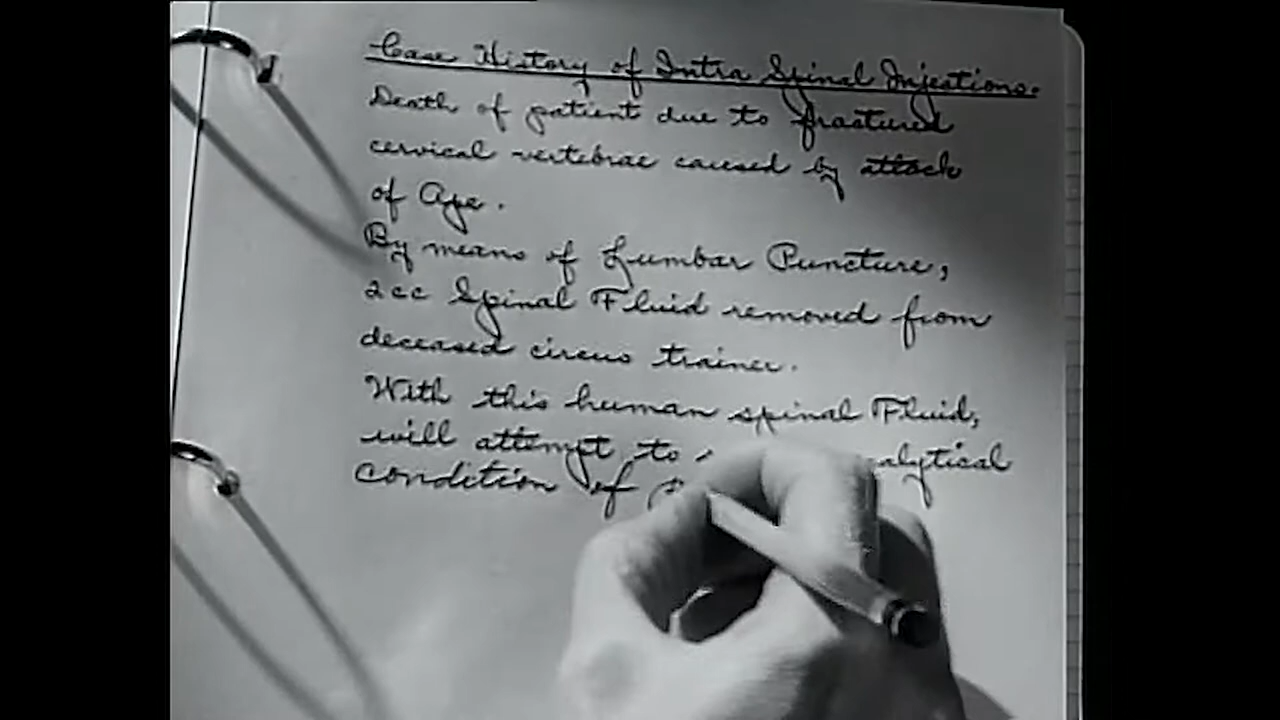 Case History of Intra Spinal Injections.
Death of patient due to fractured
cervical vertebrae caused by attack
of Ape.
By means of Lumbar Puncture,
2cc Spinal Fluid removed from
deceased circus trainer.
With this human spinal Fluid,
will attempt to alytical
condition of